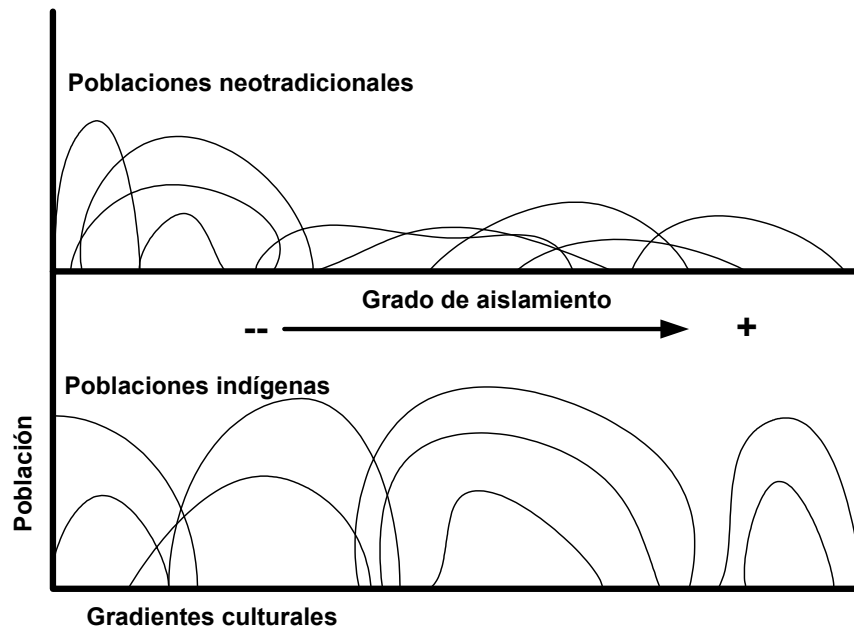 Poblaciones neotradicionales
Grado de aislamiento
-- +
Poblaciones indígenas
Población
Gradientes culturales